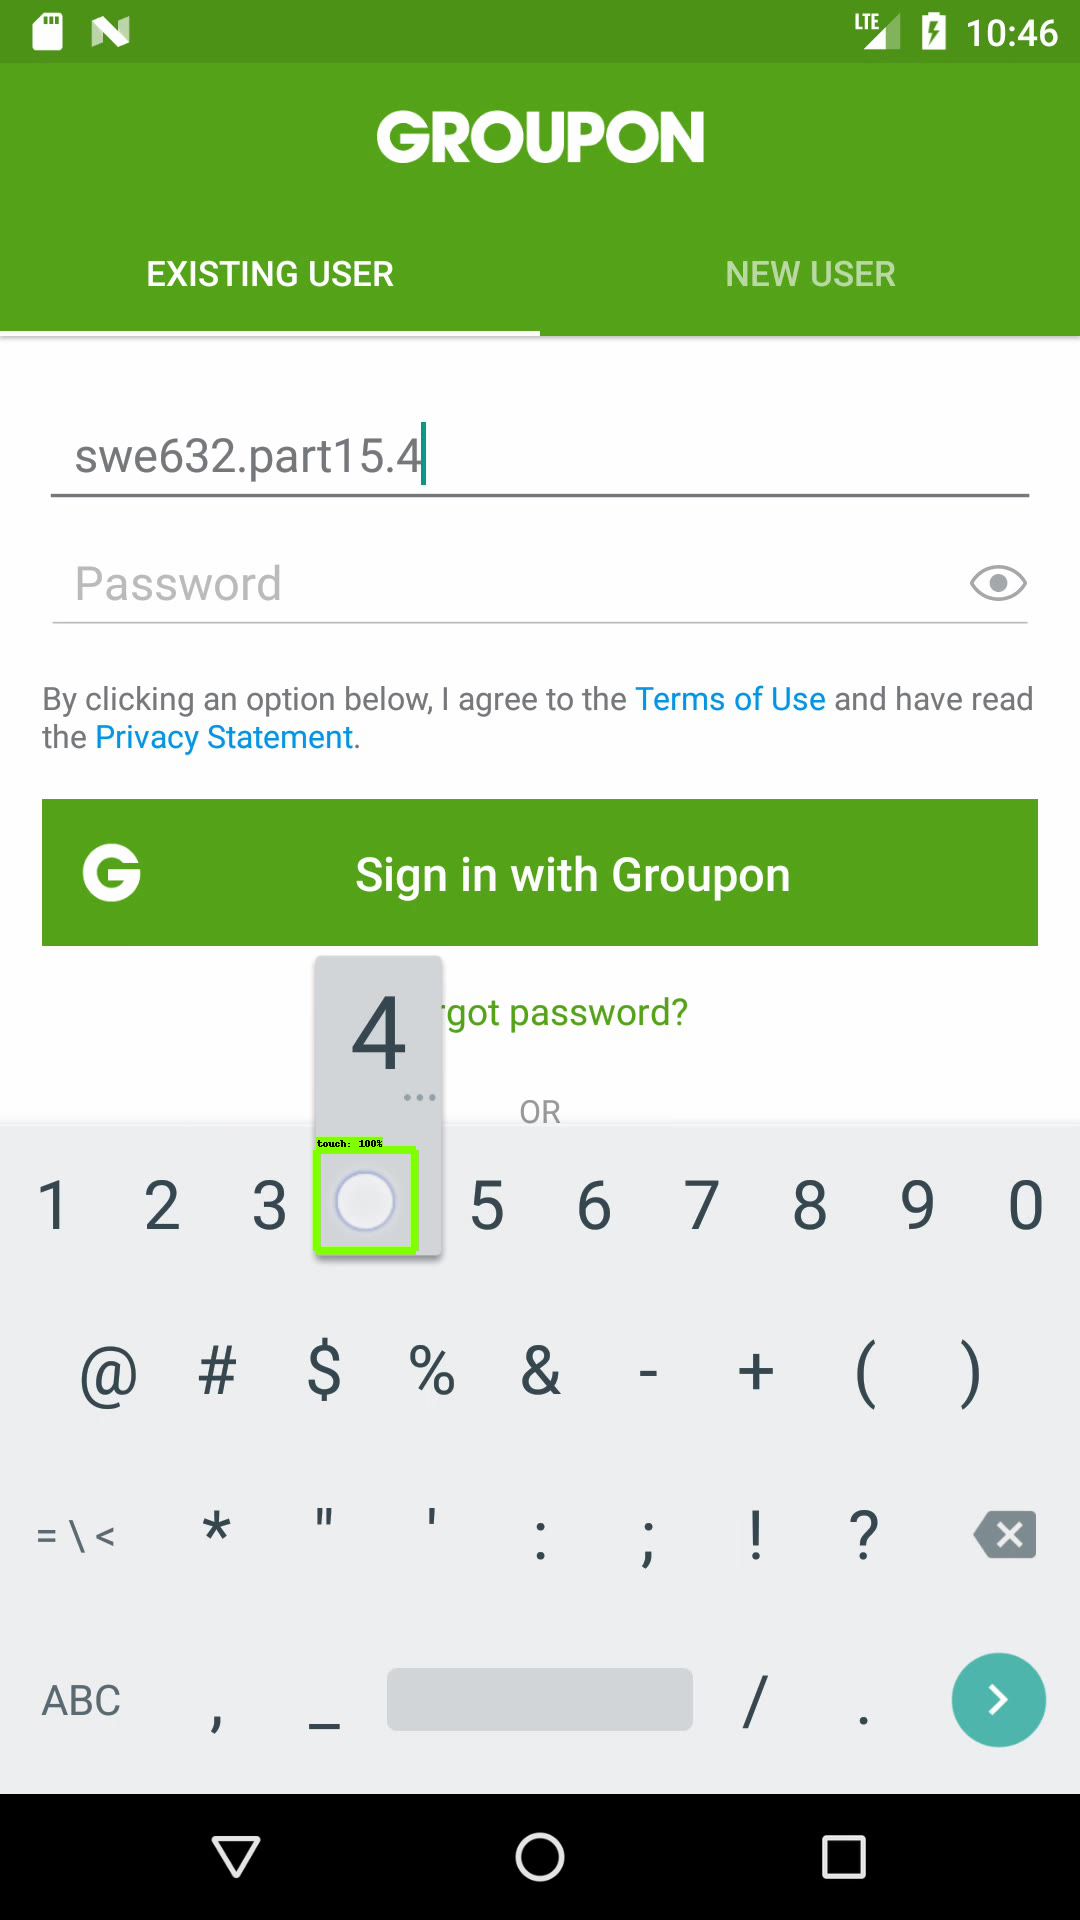 LTE 10:46
GROUPON
EXISTING USER NEW USER
swe632.part15.4
Password
By clicking an option below, I agree to the Terms of Use and have read
the Privacy Statement.
G Sign in with Groupon
4
rgot password?
...
OR
touch: 100%
1 2 3 5 6 7 8 9 0
@ # $ % & - + ( )
= \ < * " ' : ; ! ?
ABC , _ / .